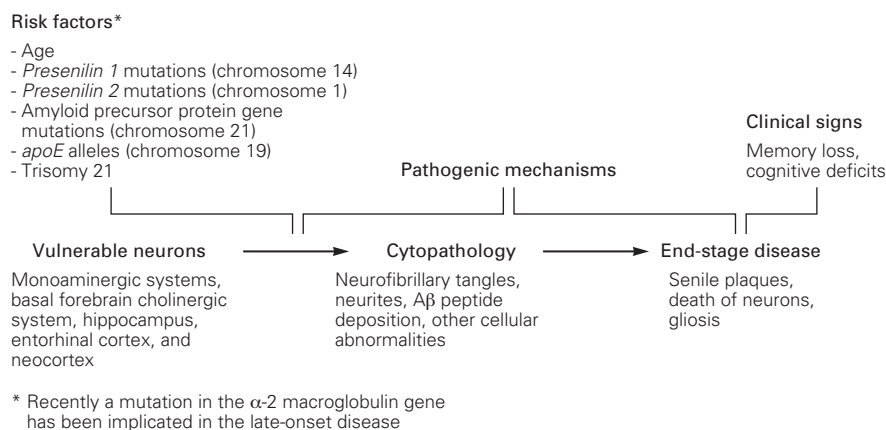 Risk factors*
- Age
- Presenilin 1 mutations (chromosome 14)
- Presenilin 2 mutations (chromosome 1)
- Amyloid precursor protein gene
mutations (chromosome 21)
- apoE alleles (chromosome 19)
- Trisomy 21
Pathogenic mechanisms
Clinical signs
Memory loss,
cognitive deficits
Vulnerable neurons
Monoaminergic systems,
basal forebrain cholinergic
system, hippocampus,
entorhinal cortex, and
neocortex
Cytopathology
Neurofibrillary tangles,
neurites, Aβ peptide
deposition, other cellular
abnormalities
End-stage disease
Senile plaques,
death of neurons,
gliosis
* Recently a mutation in the α-2 macroglobulin gene
has been implicated in the late-onset disease